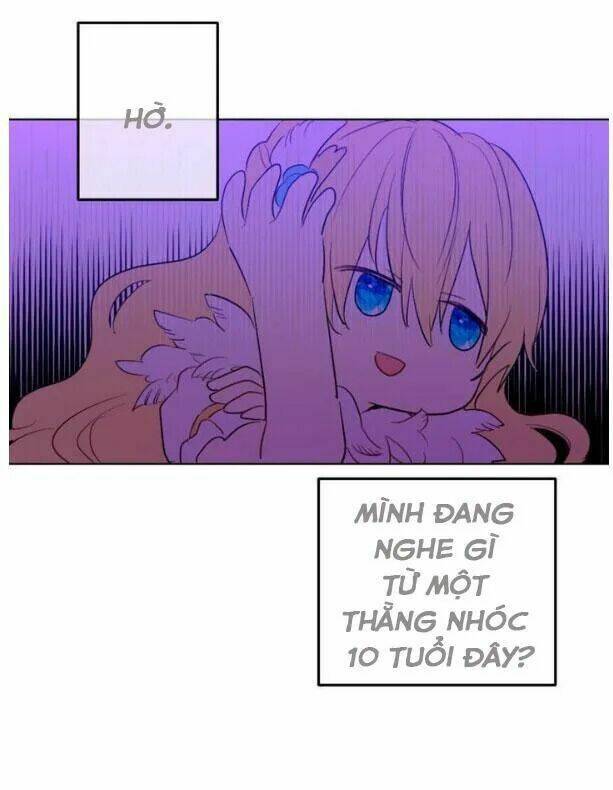 HỜ.
MÌNH ĐANG
NGHE GÌ
TỪ MỘT
THẰNG NHÓC
10 TUỔI ĐÂY?